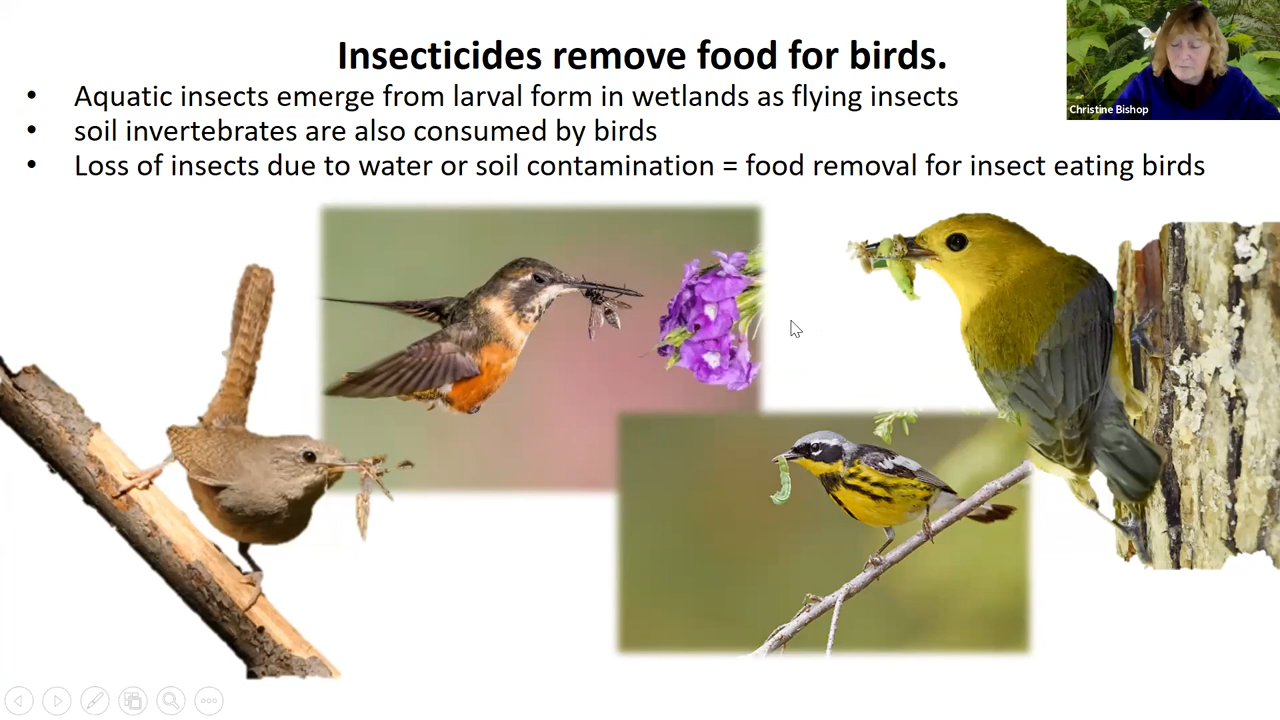 Insecticides remove food for birds.
• Aquatic insects emerge from larval form in wetlands as flying insects
• soil invertebrates are also consumed by birds
• Loss of insects due to water or soil contamination = food removal for insect eating birds
Christine Bishop